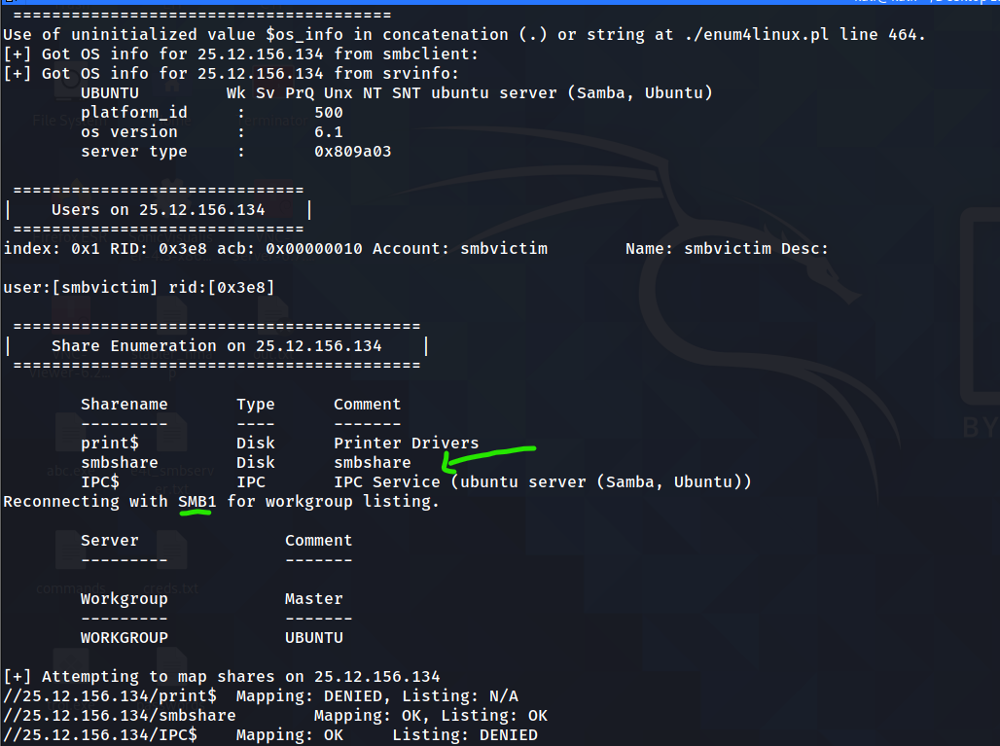 ======================================
Use of uninitialized value $os_info in concatenation (.) or string at ./enum4linux.pl line 464.
[+] Got OS info for 25.12.156.134 from smbclient:
[+] Got OS info for 25.12.156.134 from srvinfo:
        UBUNTU         Wk Sv PrQ Unx NT SNT ubuntu server (Samba, Ubuntu)
        platform_id     :       500
        os version      :       6.1
        server type     :       0x809a03
 ==============================
|    Users on 25.12.156.134    |
 ==============================
index: 0x1 RID: 0x3e8 acb: 0x00000010 Account: smbvictim        Name: smbvictim Desc:
user:[smbvictim] rid:[0x3e8]
 ==========================================
|    Share Enumeration on 25.12.156.134    |
 ==========================================
        Sharename       Type      Comment
        ---------       ----      -------
        print$          Disk      Printer Drivers
        smbshare        Disk      smbshare
        IPC$            IPC       IPC Service (ubuntu server (Samba, Ubuntu))
Reconnecting with SMB1 for workgroup listing.
        Server               Comment
        ---------            -------
        Workgroup            Master
        ---------            -------
        WORKGROUP            UBUNTU
[+] Attempting to map shares on 25.12.156.134
//25.12.156.134/print$  Mapping: DENIED, Listing: N/A
//25.12.156.134/smbshare        Mapping: OK, Listing: OK
//25.12.156.134/IPC$    Mapping: OK     Listing: DENIED